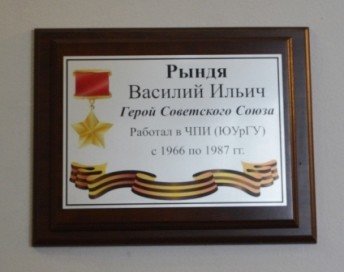 Рындя
Василий Ильич
Герой Советского Союза
Работал в ЧПИ (ЮУрГУ)
с 1966 по 1987 гг.